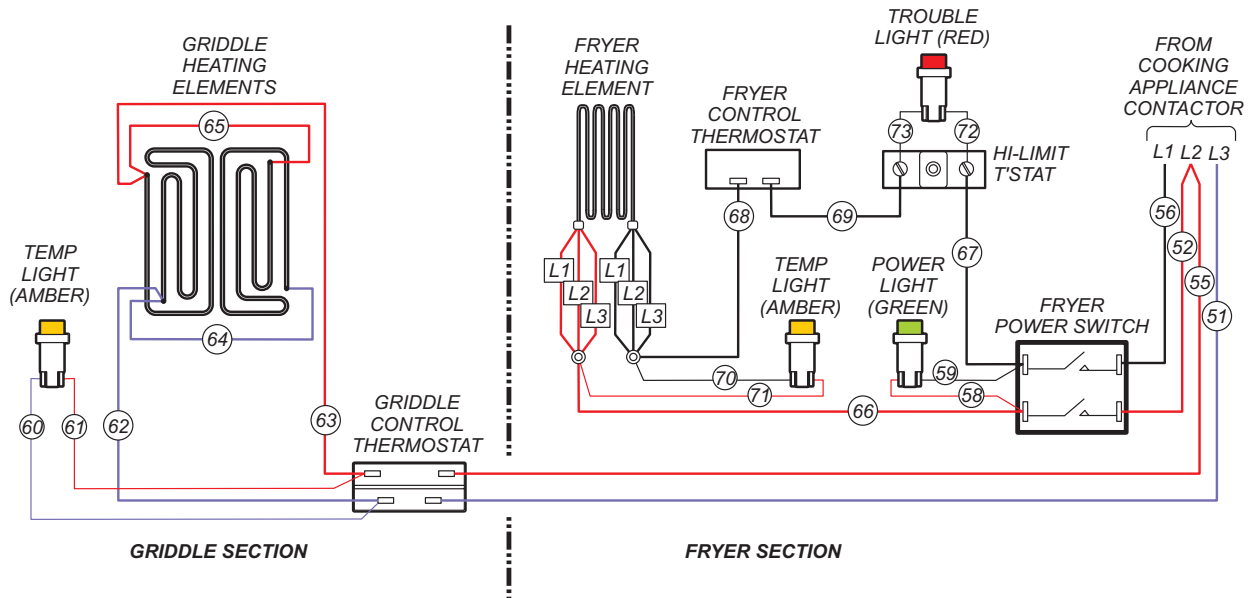 GRIDDLE
HEATING
ELEMENTS
65
64
TEMP
LIGHT
(AMBER)
60
61
62
63
GRIDDLE
CONTROL
THERMOSTAT
GRIDDLE SECTION
FRYER
HEATING
ELEMENT
L1
L2
L3
L1
L2
L3
FRYER
CONTROL
THERMOSTAT
68
69
TROUBLE
LIGHT (RED)
73
72
HI-LIMIT
T'STAT
67
TEMP
LIGHT
(AMBER)
70
71
POWER
LIGHT
(GREEN)
59
58
66
FRYER
POWER SWITCH
FROM
COOKING
APPLIANCE
CONTACTOR
L1 L2 L3
56
52
55
51
FRYER SECTION